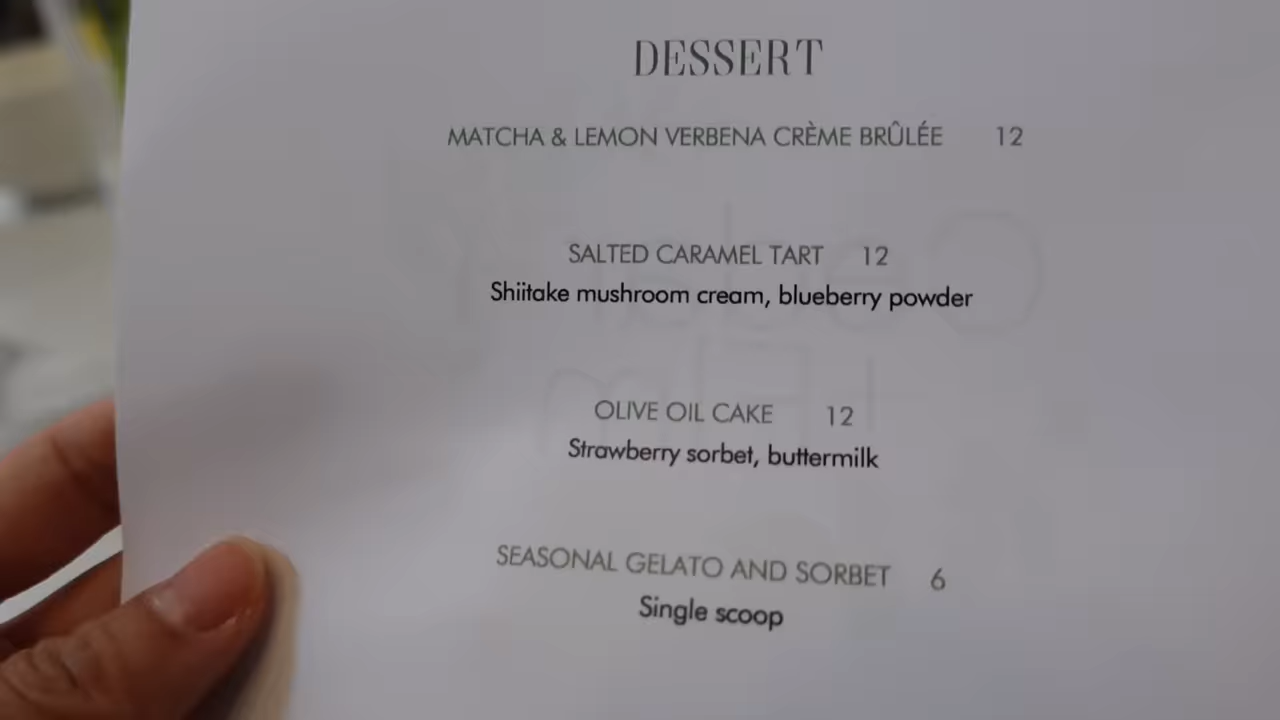 DESSERT
MATCHA & LEMON VERBENA CRÈME BRÛLÉE 12
SALTED CARAMEL TART 12
Shiitake mushroom cream, blueberry powder
OLIVE OIL CAKE 12
Strawberry sorbet, buttermilk
SEASONAL GELATO AND SORBET 6
Single scoop